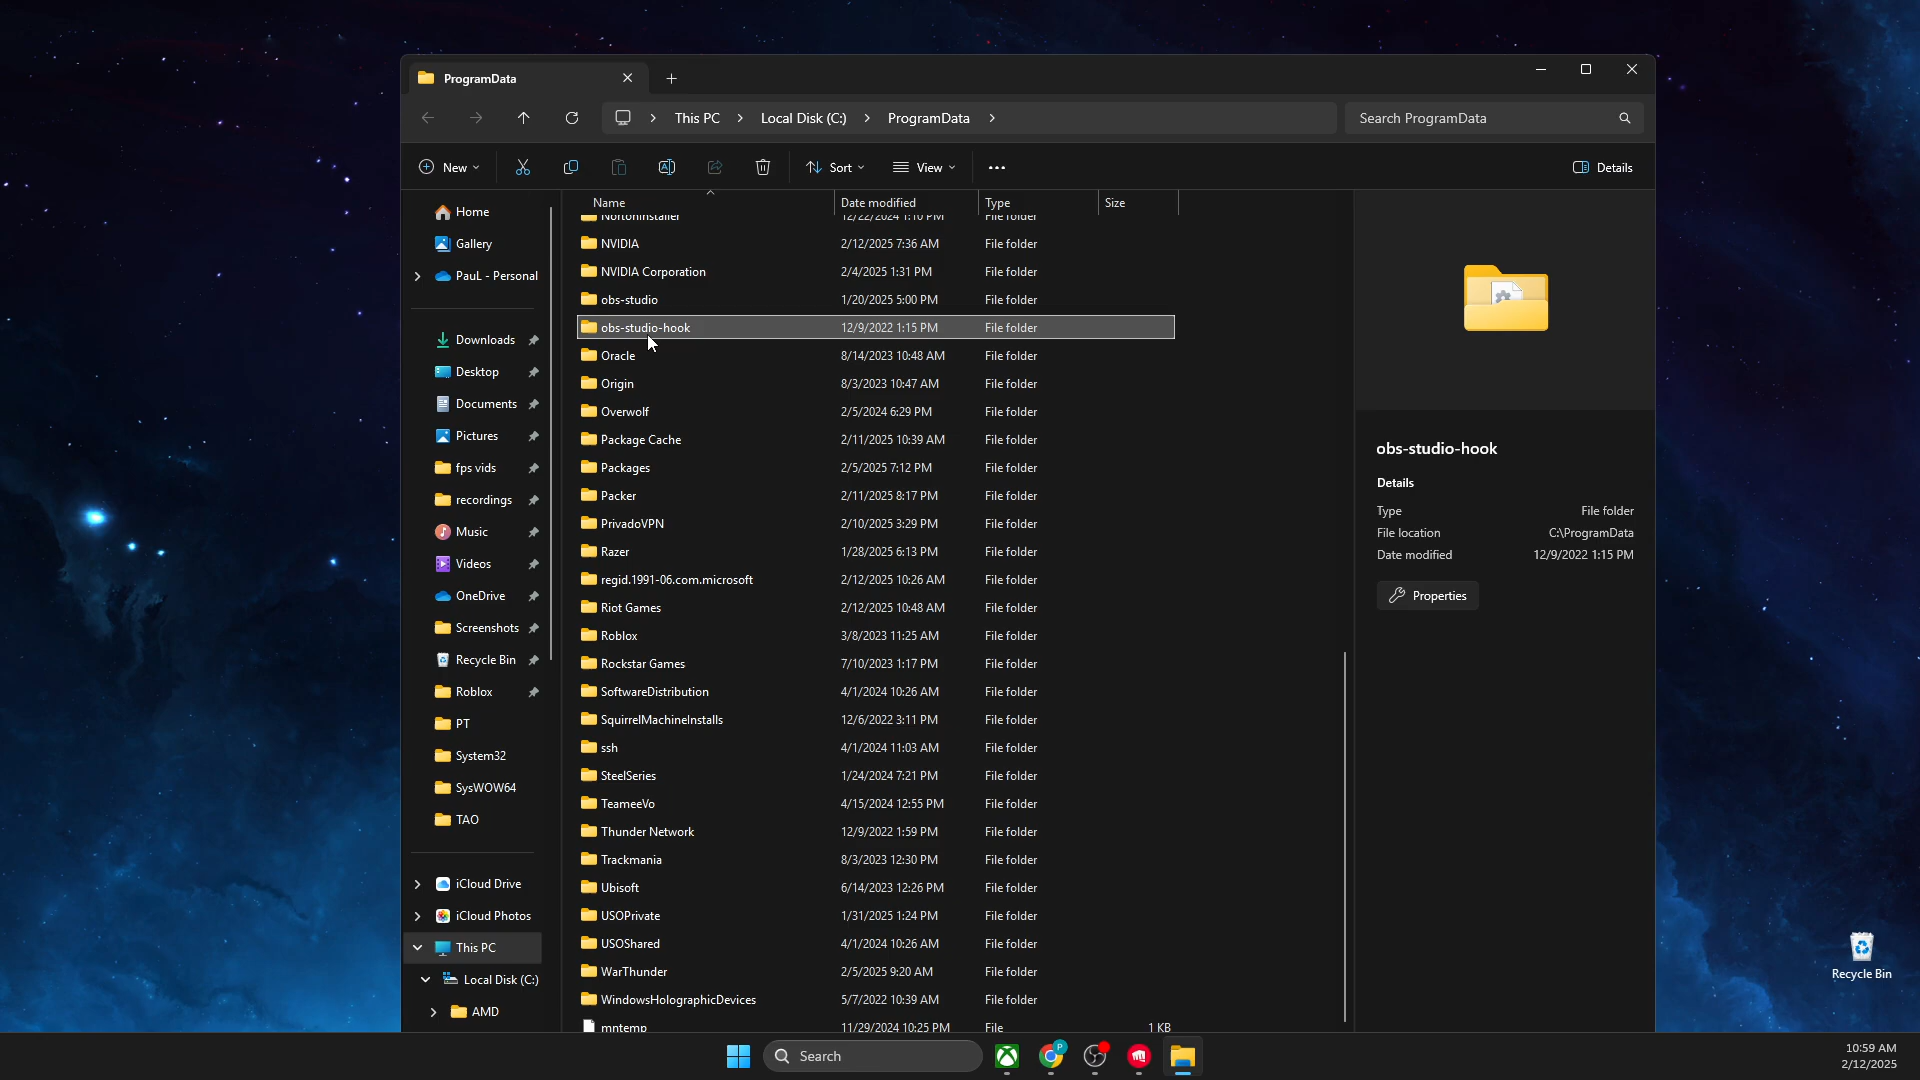 ProgramData
This PC
Local Disk (C:)
ProgramData
Search ProgramData
New
Sort
View
Details
Name
Date modified
Type
Size
Home
Gallery
PauL - Personal
Downloads
Desktop
Documents
Pictures
fps vids
recordings
Music
Videos
OneDrive
Screenshots
Recycle Bin
Roblox
PT
System32
SysWOW64
TAO
iCloud Drive
iCloud Photos
This PC
Local Disk (C:)
AMD
NortonInstaller 12/22/2024 1:10 PM File folder
NVIDIA 2/12/2025 7:36 AM File folder
NVIDIA Corporation 2/4/2025 1:31 PM File folder
obs-studio 1/20/2025 5:00 PM File folder
obs-studio-hook 12/9/2022 1:15 PM File folder
Oracle 8/14/2023 10:48 AM File folder
Origin 8/3/2023 10:47 AM File folder
Overwolf 2/5/2024 6:29 PM File folder
Package Cache 2/11/2025 10:39 AM File folder
Packages 2/5/2025 7:12 PM File folder
Packer 2/11/2025 8:17 PM File folder
PrivadoVPN 2/10/2025 3:29 PM File folder
Razer 1/28/2025 6:13 PM File folder
regid.1991-06.com.microsoft 2/12/2025 10:26 AM File folder
Riot Games 2/12/2025 10:48 AM File folder
Roblox 3/8/2023 11:25 AM File folder
Rockstar Games 7/10/2023 1:17 PM File folder
SoftwareDistribution 4/1/2024 10:26 AM File folder
SquirrelMachineInstalls 12/6/2022 3:11 PM File folder
ssh 4/1/2024 11:03 AM File folder
SteelSeries 1/24/2024 7:21 PM File folder
TeameeVo 4/15/2024 12:55 PM File folder
Thunder Network 12/9/2022 1:59 PM File folder
Trackmania 8/3/2023 12:30 PM File folder
Ubisoft 6/14/2023 12:26 PM File folder
USOPrivate 1/31/2025 1:24 PM File folder
USOShared 4/1/2024 10:26 AM File folder
WarThunder 2/5/2025 9:20 AM File folder
WindowsHolographicDevices 5/7/2022 10:39 AM File folder
mntemp 11/29/2024 10:25 PM File 1 KB
obs-studio-hook
Details
Type File folder
File location C:\ProgramData
Date modified 12/9/2022 1:15 PM
Properties
Recycle Bin
Search
P
10:59 AM
2/12/2025